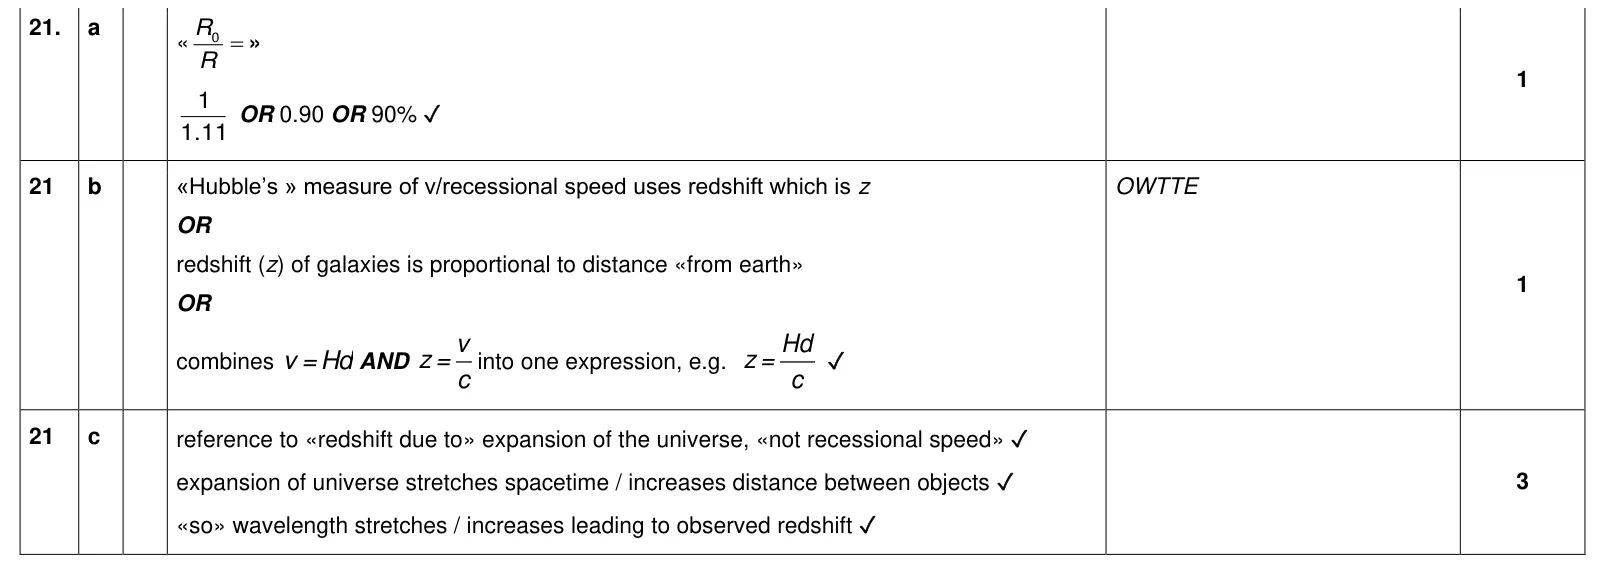 21. a « R₀/R = »
1/1.11 OR 0.90 OR 90% ✓
1
21 b «Hubble's » measure of v/recessional speed uses redshift which is z OWTTE
OR
redshift (z) of galaxies is proportional to distance «from earth»
OR
1
combines v = Hd AND z = v/c into one expression, e.g. z = Hd/c ✓
21 c reference to «redshift due to» expansion of the universe, «not recessional speed» ✓
expansion of universe stretches spacetime / increases distance between objects ✓
3
«so» wavelength stretches / increases leading to observed redshift ✓